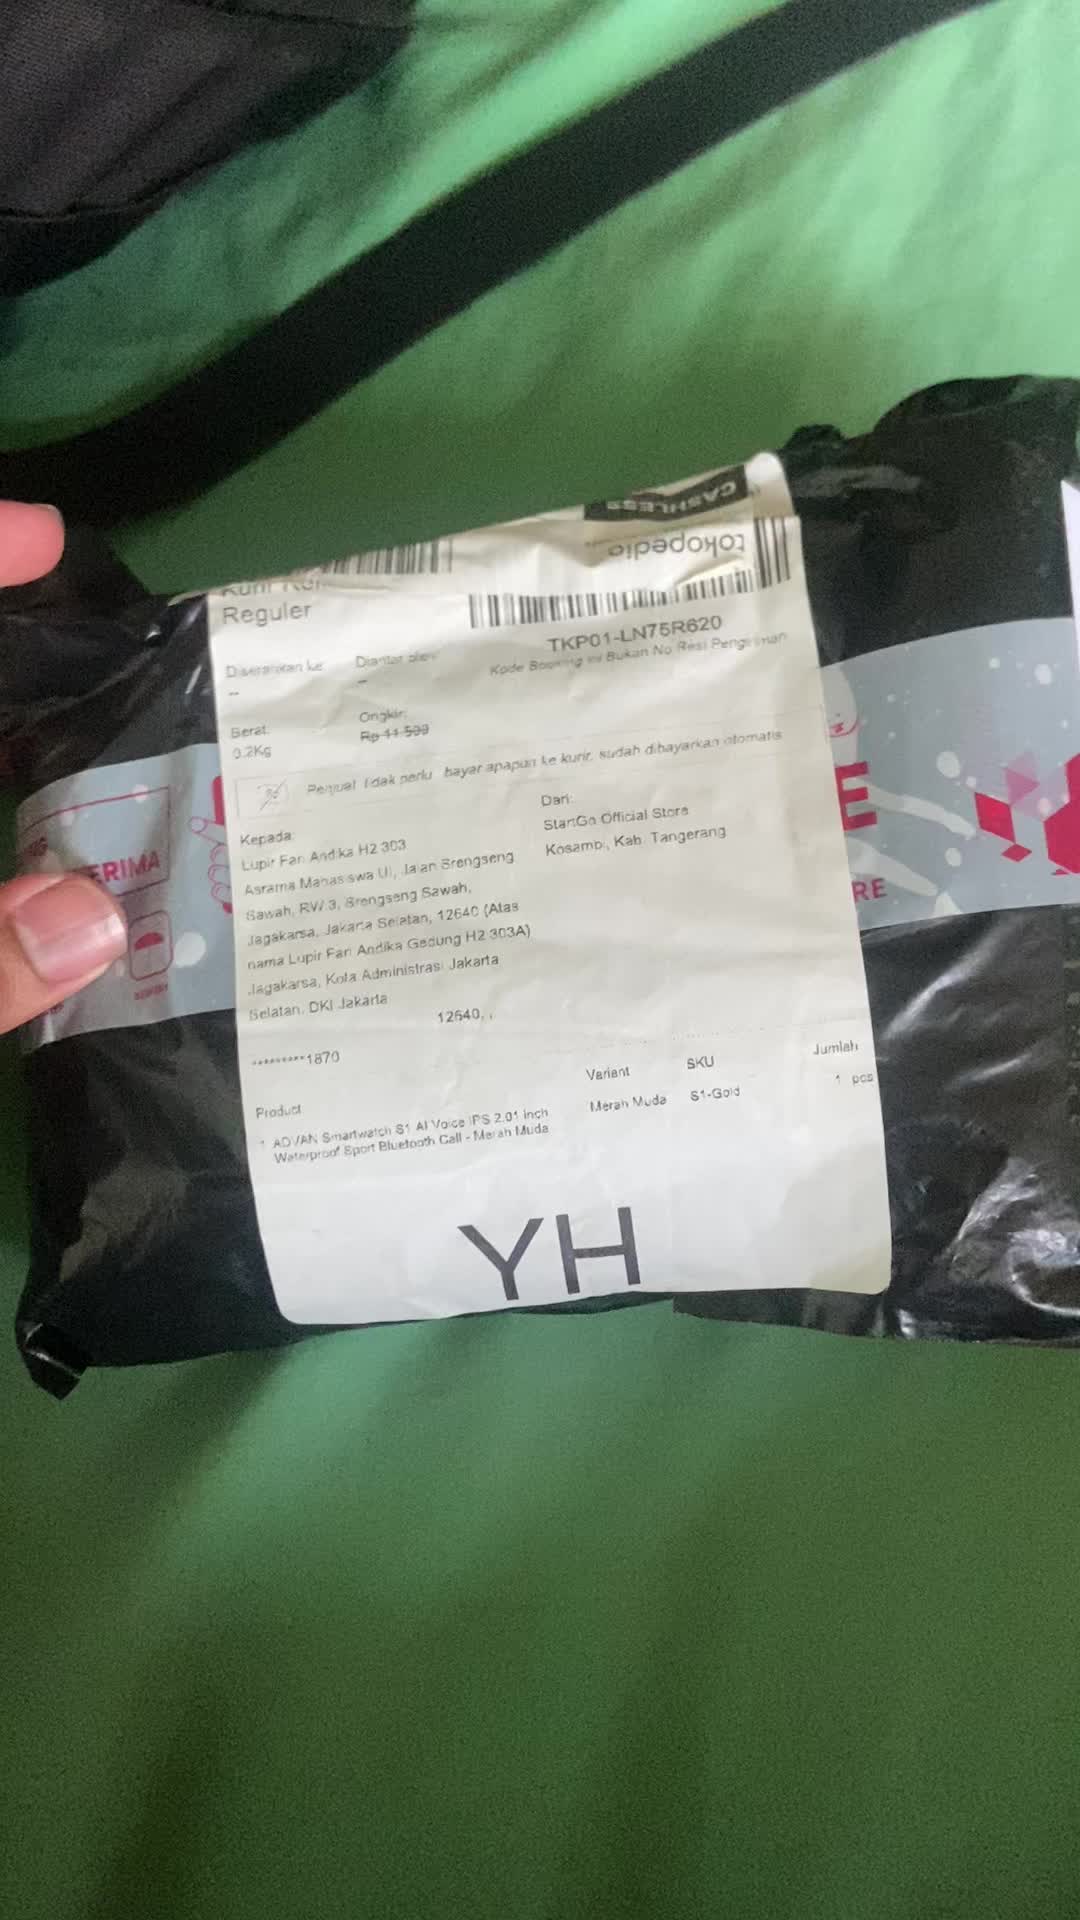 CASHLESS
tokopedia
Reguler
TKP01-LN75R620
Diserahkan ke:
Diantar oleh:
Kode Booking ini Bukan No Resi Pengiriman
--
--
Berat:
Ongkir:
0.2Kg
Rp 11.500
Penjual tidak perlu bayar apapun ke kurir, sudah dibayarkan otomatis
Kepada:
Dari:
Lupir Fan Andika H2 303
StartGo Official Store
Asrama Mahasiswa UI, Jalan Srengseng
Kosambi, Kab. Tangerang
Sawah, RW.3, Srengseng Sawah,
Jagakarsa, Jakarta Selatan, 12640 (Atas
nama Lupir Fan Andika Gedung H2 303A)
Jagakarsa, Kota Administrasi Jakarta
Selatan, DKI Jakarta
12640, ,
*********1870
Product
Variant
SKU
Jumlah
1 ADVAN Smartwatch S1 AI Voice IPS 2.01 inch
Waterproof Sport Bluetooth Call - Merah Muda
Merah Muda
S1-Gold
1 pcs
YH
ERIMA
E
RE